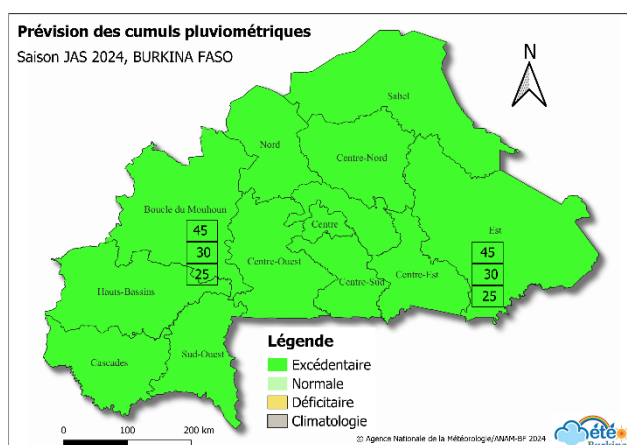 Prévision des cumuls pluviométriques
Saison JAS 2024, BURKINA FASO
N
Sahel
Nord
Centre-Nord
Boucle du Mouhoun
Est
45
30
25
Centre
45
30
25
Centre-Ouest
Centre-Sud
Centre-Est
Hauts-Bassins
Cascades
Sud-Ouest
Légende
Excédentaire
Normale
Déficitaire
Climatologie
0 100 200 km
© Agence Nationale de la Météorologie/ANAM-BF 2024
été
Burkina